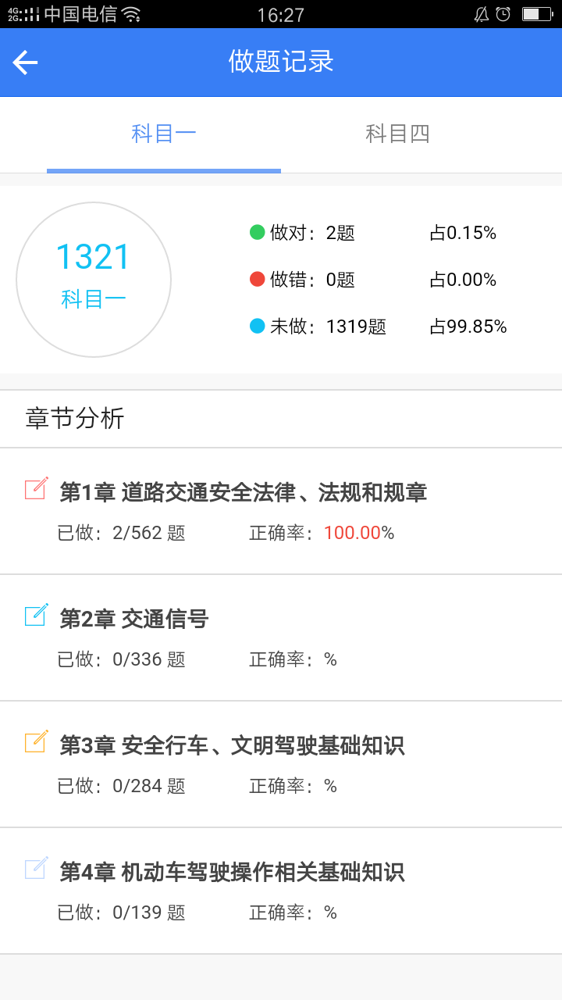 4G 2G 中国电信 16:27
做题记录
科目一 科目四
1321
科目一
做对：2题 占0.15%
做错：0题 占0.00%
未做：1319题 占99.85%
章节分析
第1章 道路交通安全法律、法规和规章
已做：2/562 题 正确率：100.00%
第2章 交通信号
已做：0/336 题 正确率：%
第3章 安全行车、文明驾驶基础知识
已做：0/284 题 正确率：%
第4章 机动车驾驶操作相关基础知识
已做：0/139 题 正确率：%